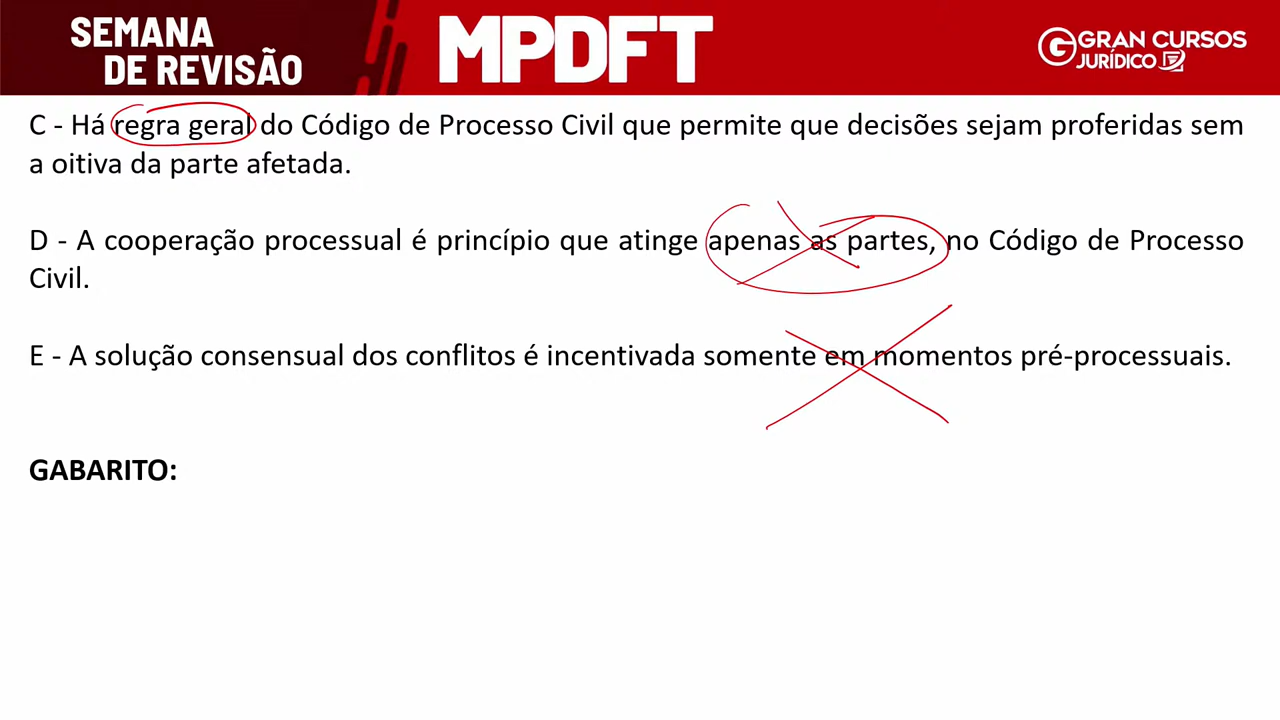 SEMANA
DE REVISÃO
MPDFT
GRAN CURSOS
JURÍDICO
C - Há regra geral do Código de Processo Civil que permite que decisões sejam proferidas sem
a oitiva da parte afetada.
D - A cooperação processual é princípio que atinge apenas as partes, no Código de Processo
Civil.
E - A solução consensual dos conflitos é incentivada somente em momentos pré-processuais.
GABARITO: